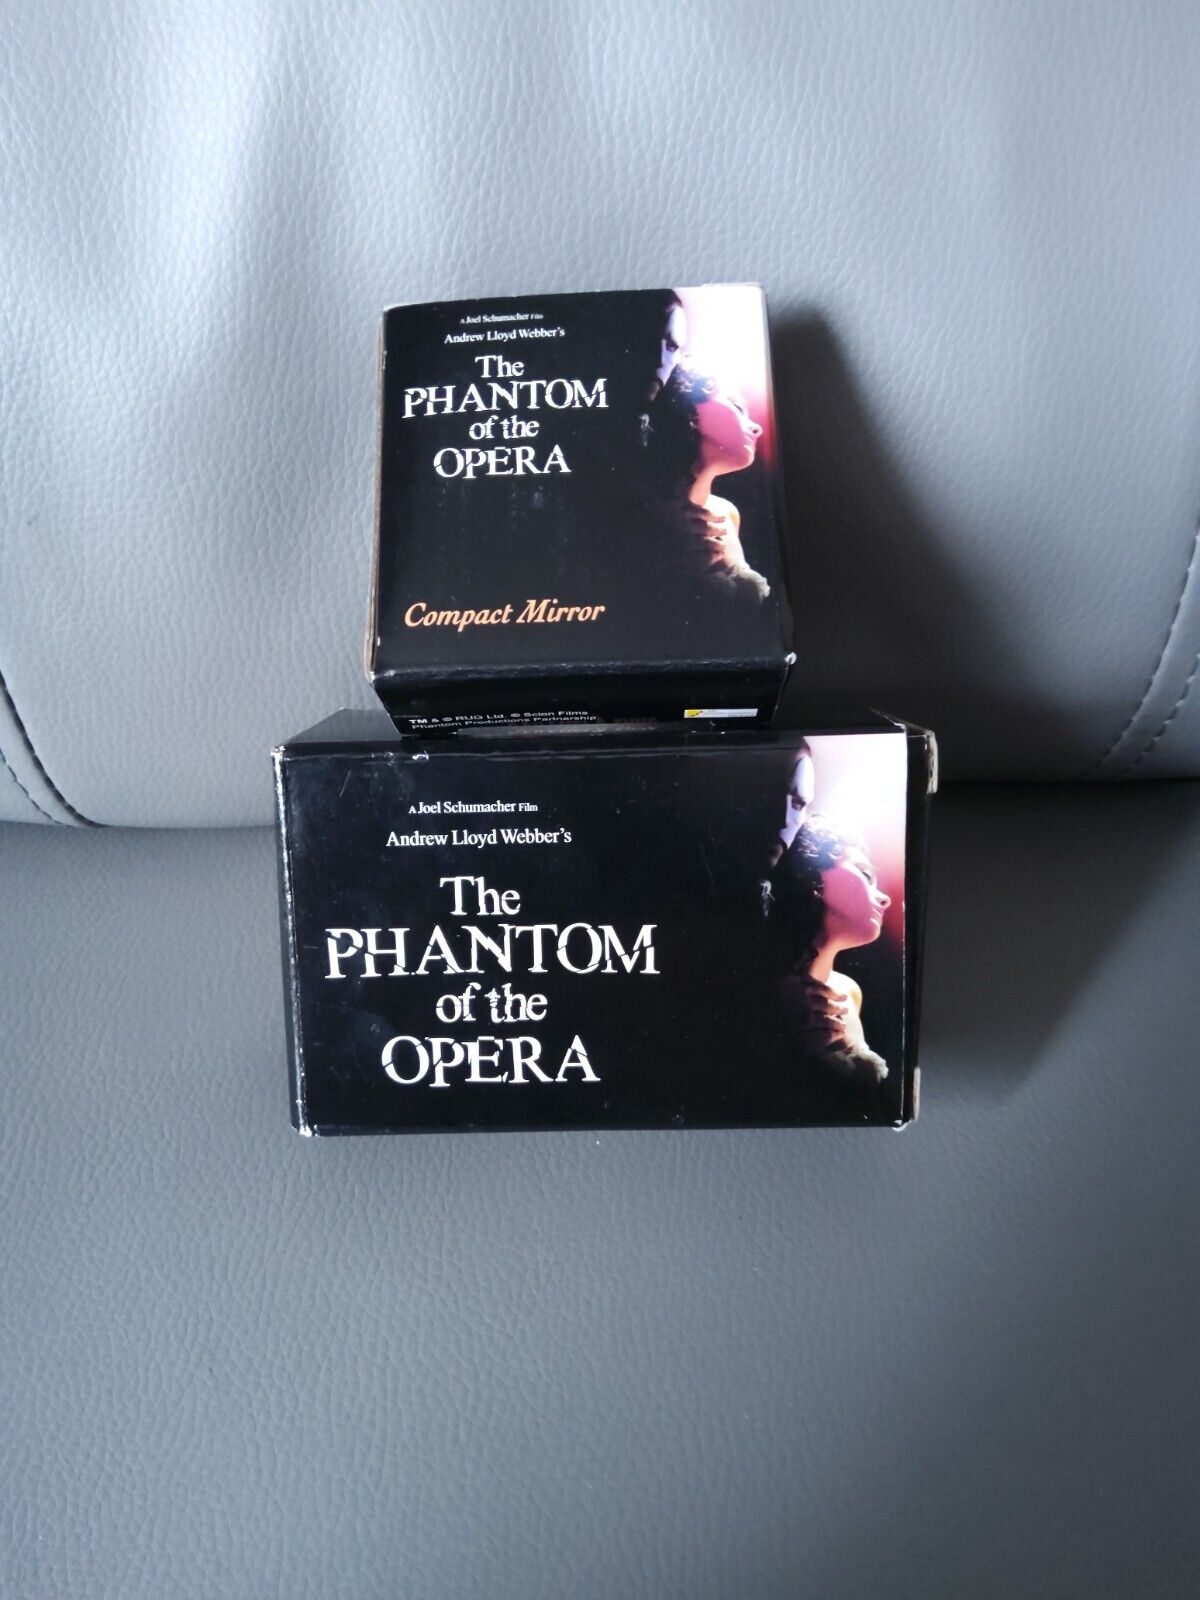 A Joel Schumacher Film
Andrew Lloyd Webber's
The
PHANTOM
of the
OPERA
Compact Mirror
TM & © RUG Ltd. © Scion Films
Phantom Productions Partnership
A Joel Schumacher Film
Andrew Lloyd Webber's
The
PHANTOM
of the
OPERA